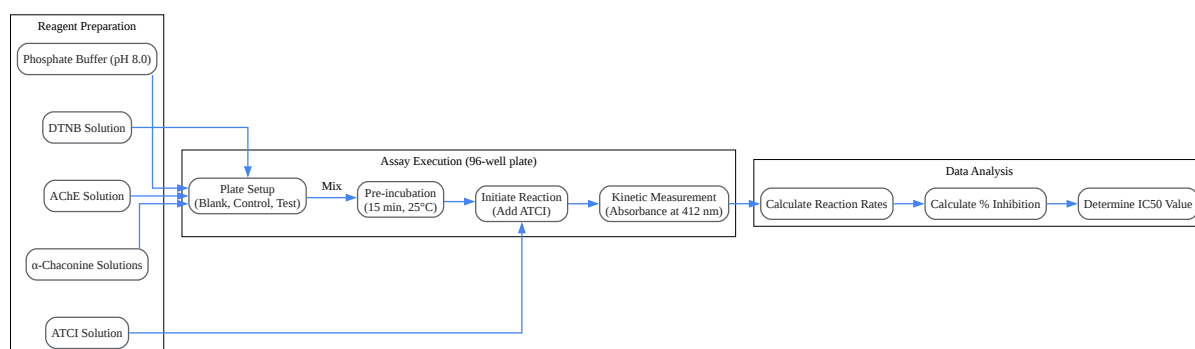 Reagent Preparation
Phosphate Buffer (pH 8.0)
DTNB Solution
AChE Solution
α-Chaconine Solutions
ATCI Solution
Assay Execution (96-well plate)
Plate Setup
(Blank, Control, Test)
Mix
Pre-incubation
(15 min, 25°C)
Initiate Reaction
(Add ATCI)
Kinetic Measurement
(Absorbance at 412 nm)
Data Analysis
Calculate Reaction Rates
Calculate % Inhibition
Determine IC50 Value